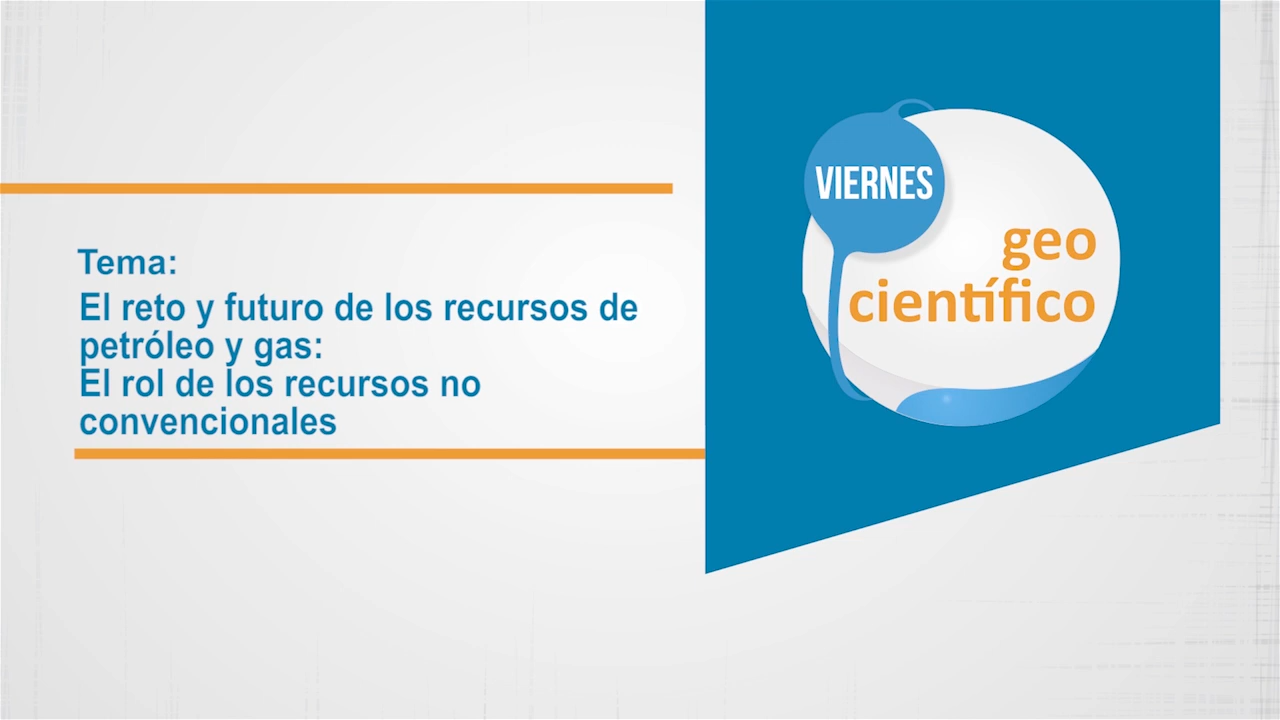 Tema:
El reto y futuro de los recursos de
petróleo y gas:
El rol de los recursos no
convencionales
VIERNES
geo
científico